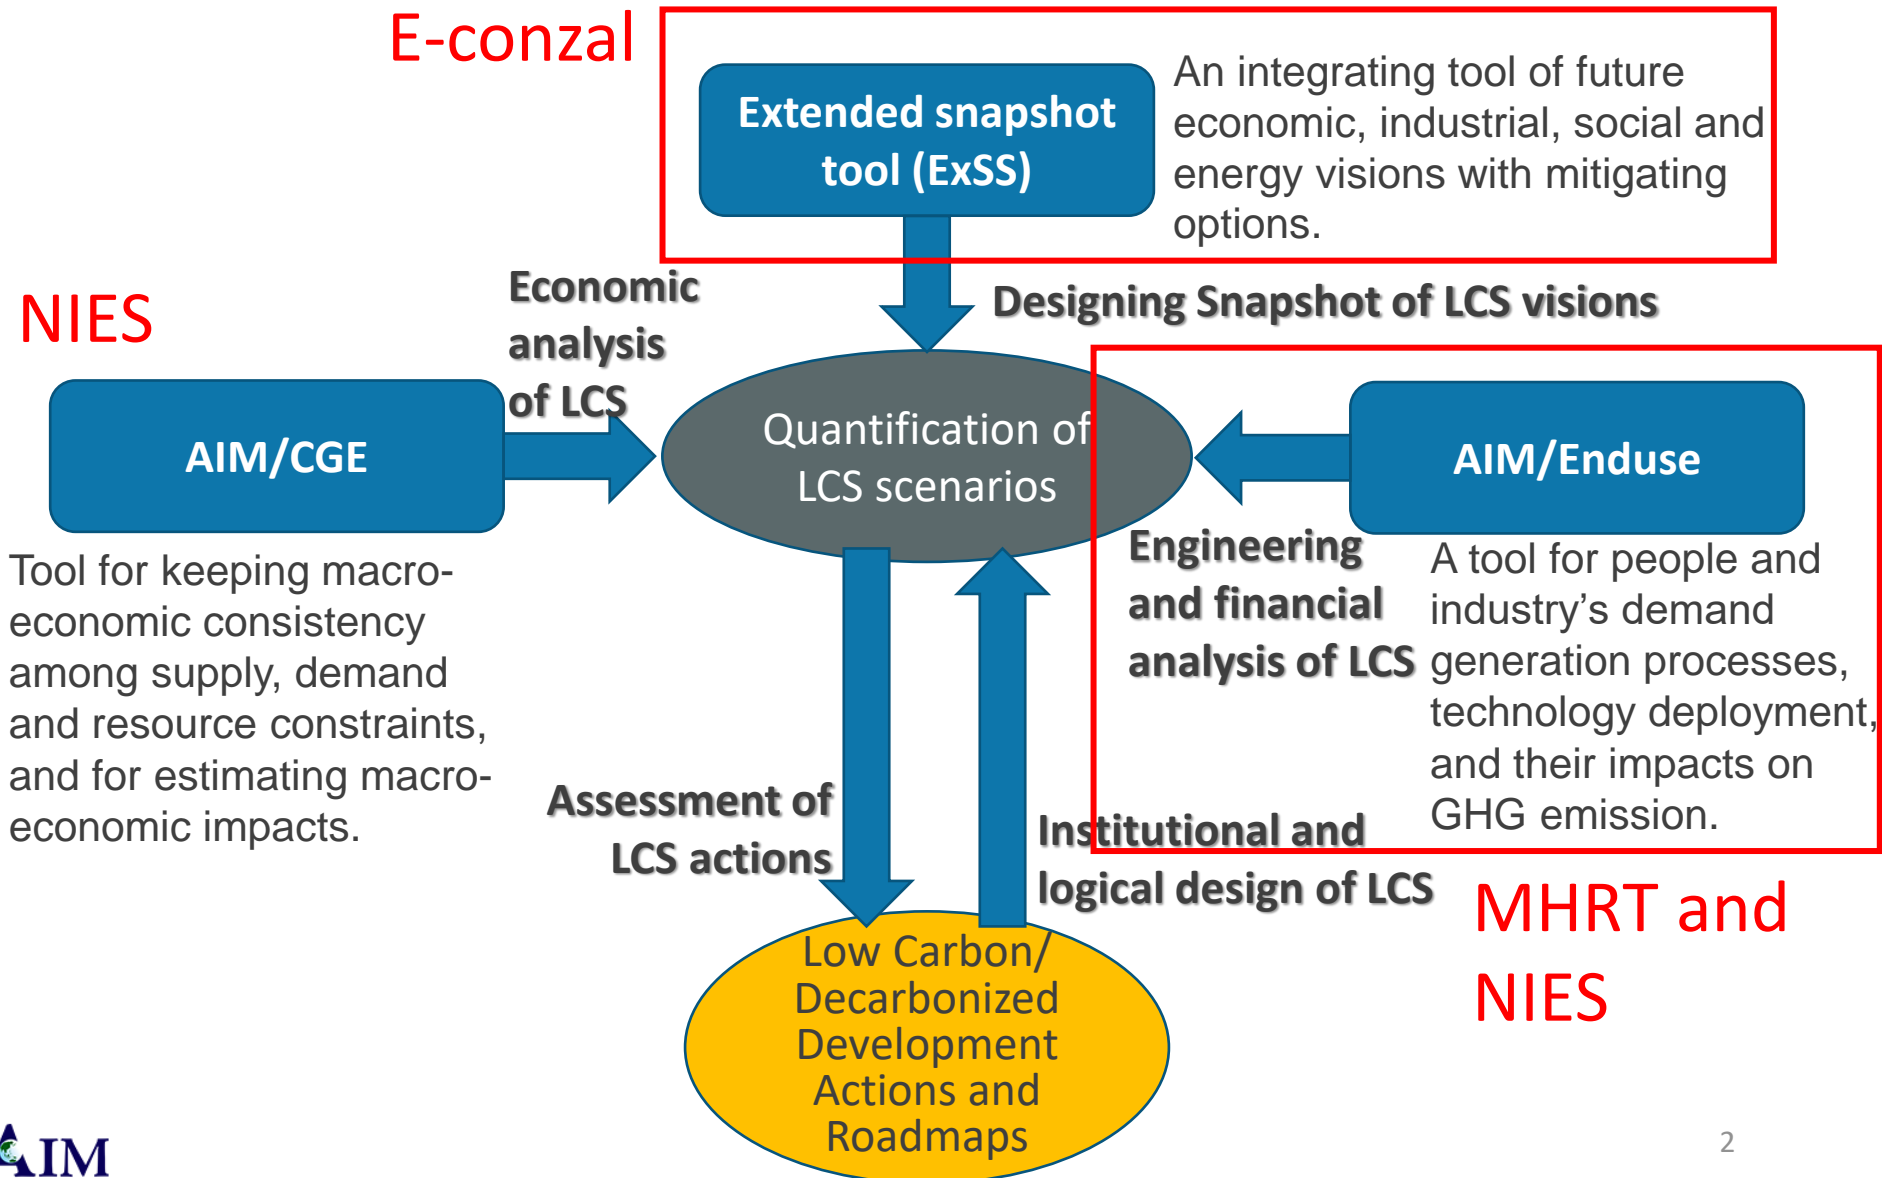 E-conzal
Extended snapshot
tool (ExSS)
An integrating tool of future
economic, industrial, social and
energy visions with mitigating
options.
NIES
Economic
analysis
of LCS
Designing Snapshot of LCS visions
AIM/CGE
Quantification of
LCS scenarios
AIM/Enduse
Tool for keeping macro-
economic consistency
among supply, demand
and resource constraints,
and for estimating macro-
economic impacts.
Engineering
and financial
analysis of LCS
A tool for people and
industry's demand
generation processes,
technology deployment,
and their impacts on
GHG emission.
Assessment of
LCS actions
Institutional and
logical design of LCS
MHRT and
NIES
Low Carbon/
Decarbonized
Development
Actions and
Roadmaps
AIM
2